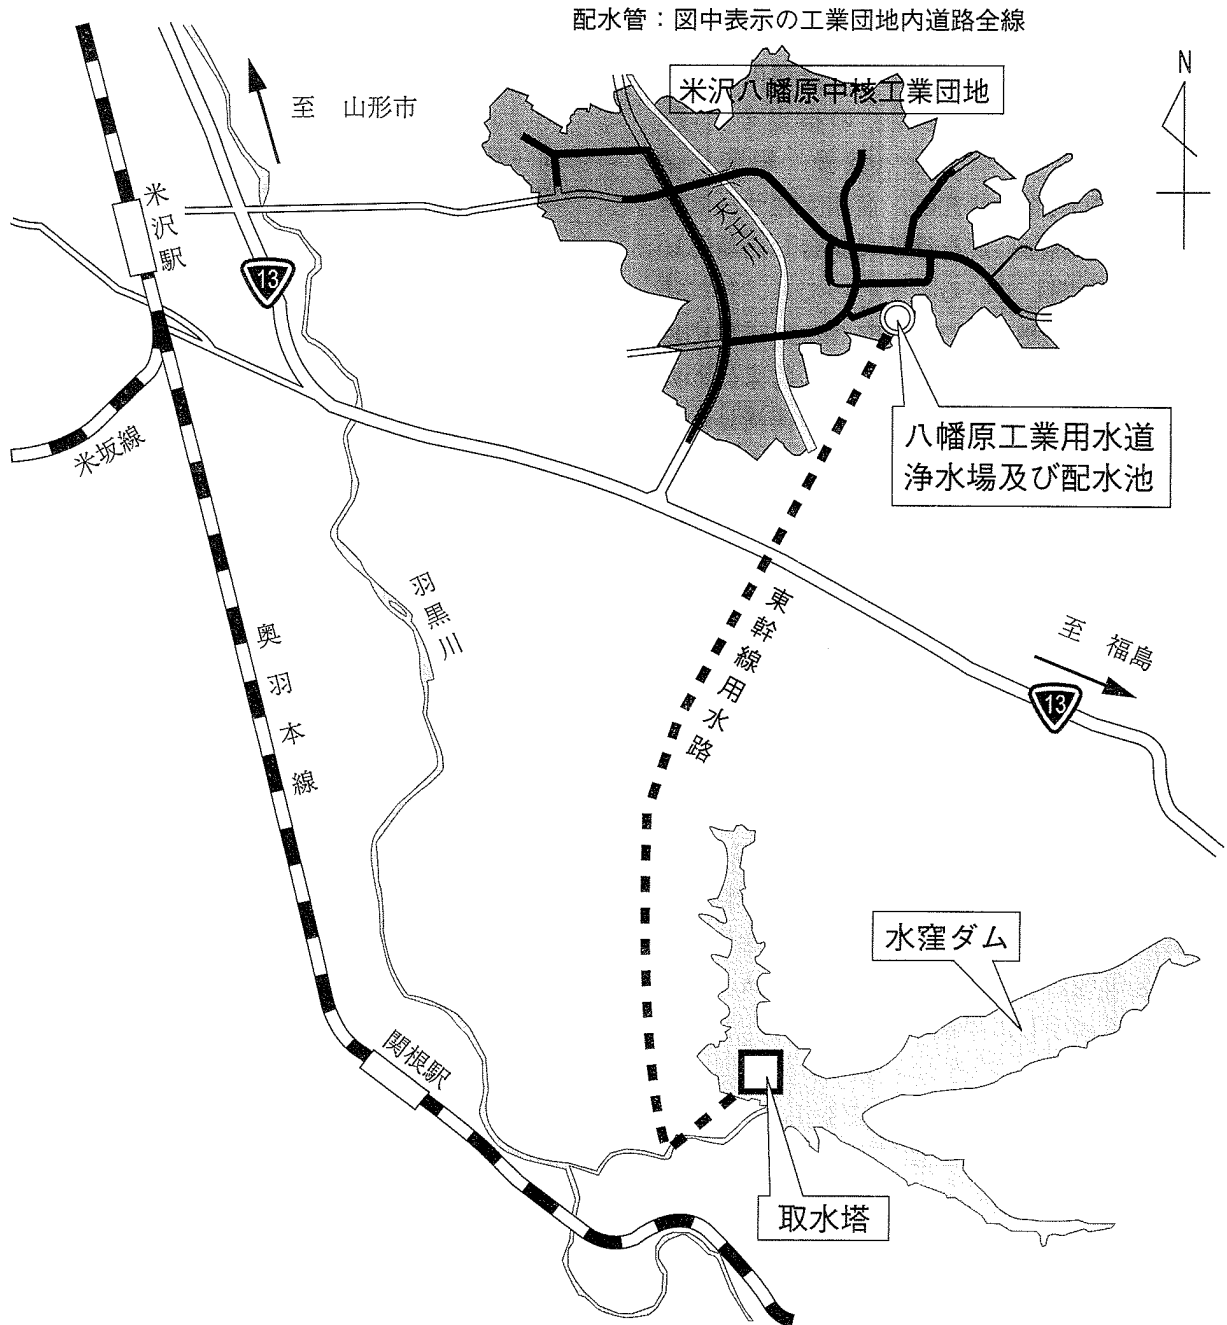 配水管：図中表示の工業団地内道路全線
米沢八幡原中核工業団地
N
至 山形市
米沢駅
13
天王川
米坂線
八幡原工業用水道
浄水場及び配水池
羽黒川
東幹線用水路
奥羽本線
至 福島
13
水窪ダム
関根駅
取水塔